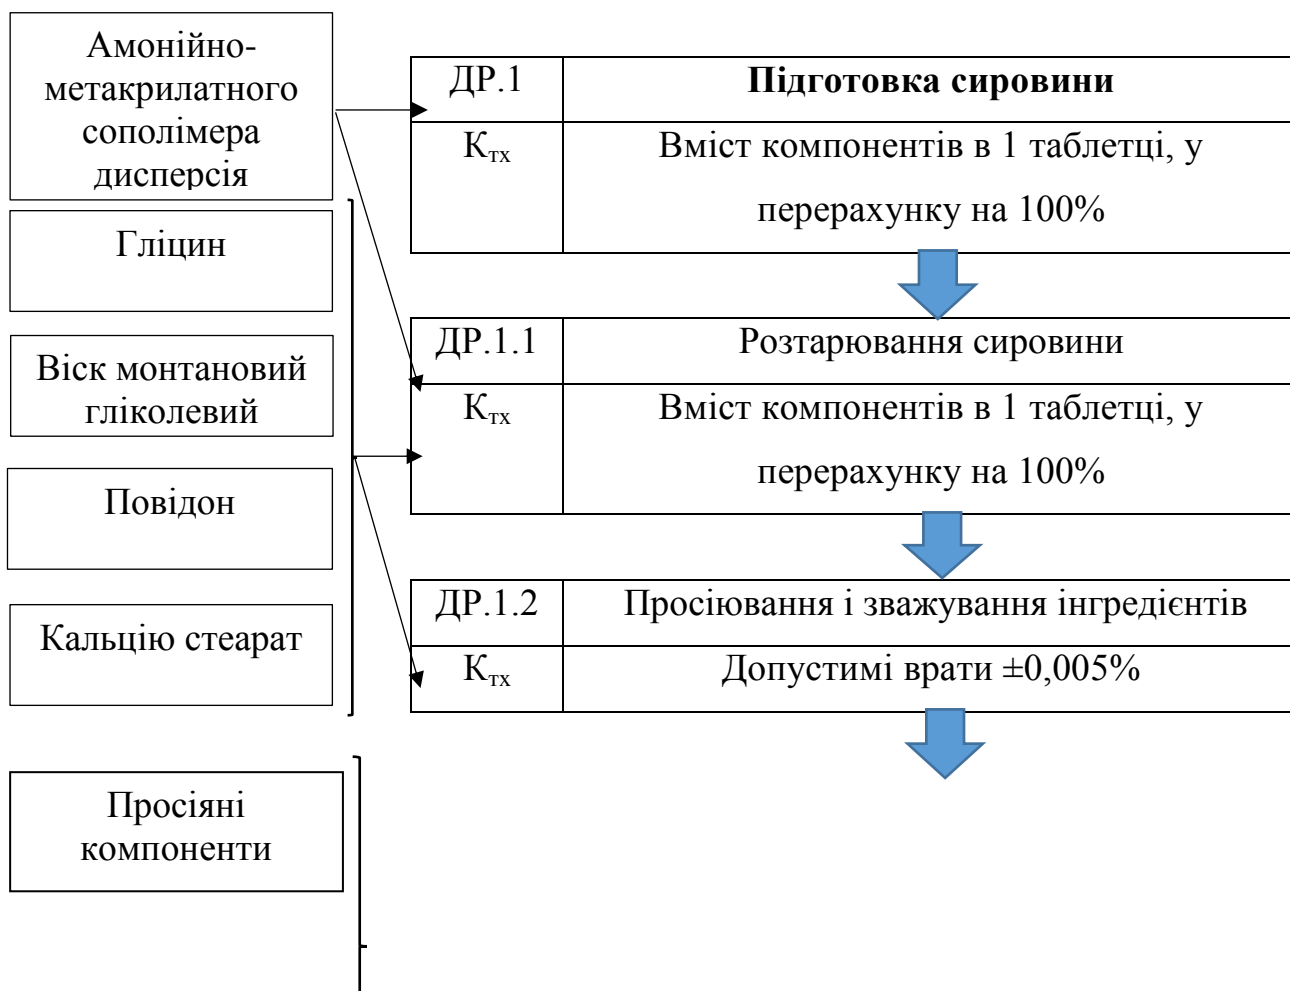 Амонійно-
метакрилатного
сополімера
дисперсія
Гліцин
Віск монтановий
гліколевий
Повідон
Кальцію стеарат
Просіяні
компоненти
ДР.1 Підготовка сировини
Ктх Вміст компонентів в 1 таблетці, у
перерахунку на 100%
ДР.1.1 Розтарювання сировини
Ктх Вміст компонентів в 1 таблетці, у
перерахунку на 100%
ДР.1.2 Просіювання і зважування інгредієнтів
Ктх Допустимі врати ±0,005%